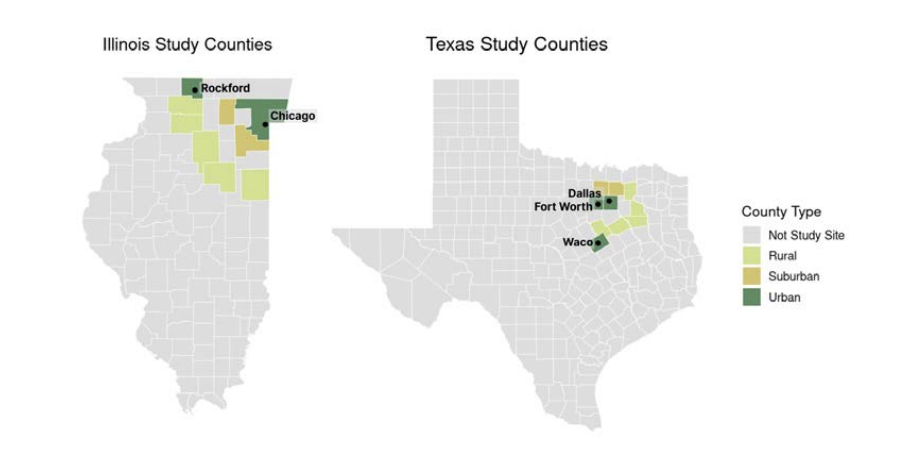 Illinois Study Counties
Texas Study Counties
Rockford
Chicago
Dallas
Fort Worth
Waco
County Type
Not Study Site
Rural
Suburban
Urban